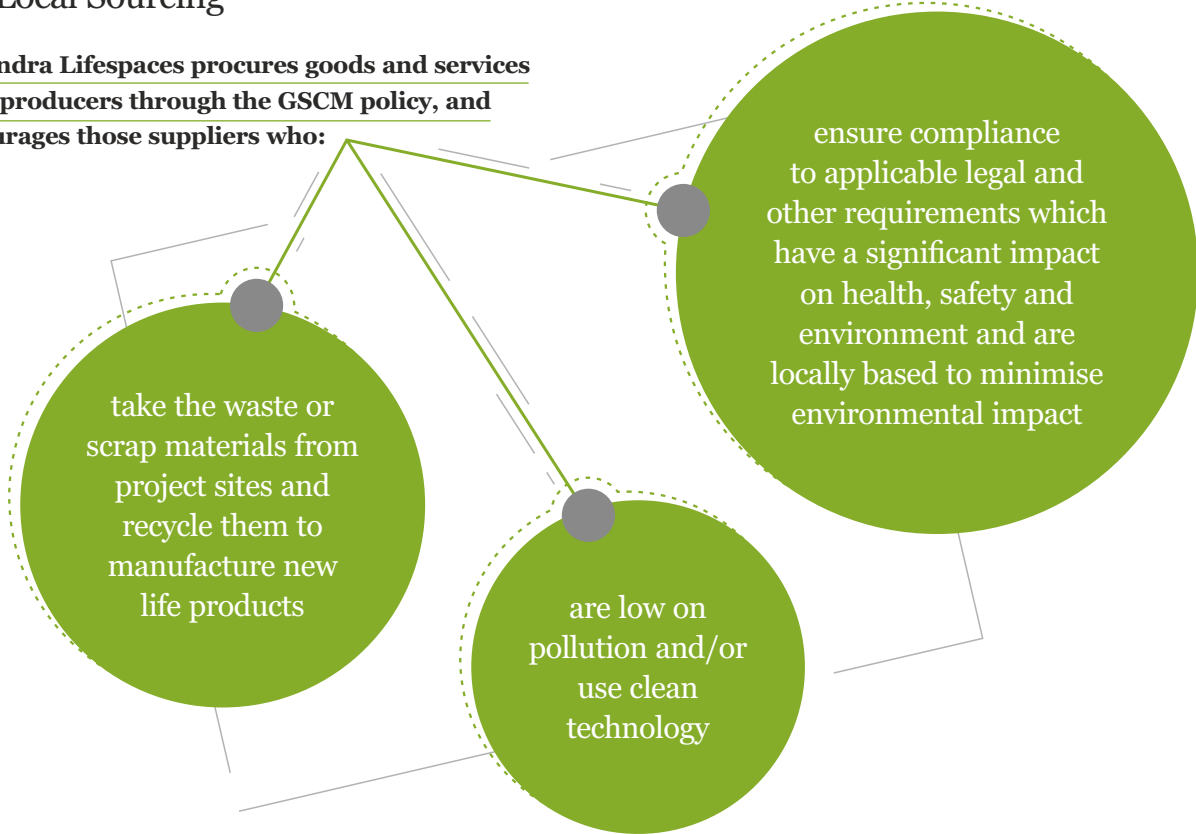 Local Sourcing
ndra Lifespaces procures goods and services
producers through the GSCM policy, and
urages those suppliers who:
ensure compliance
to applicable legal and
other requirements which
have a significant impact
on health, safety and
environment and are
locally based to minimise
environmental impact
take the waste or
scrap materials from
project sites and
recycle them to
manufacture new
life products
are low on
pollution and/or
use clean
technology